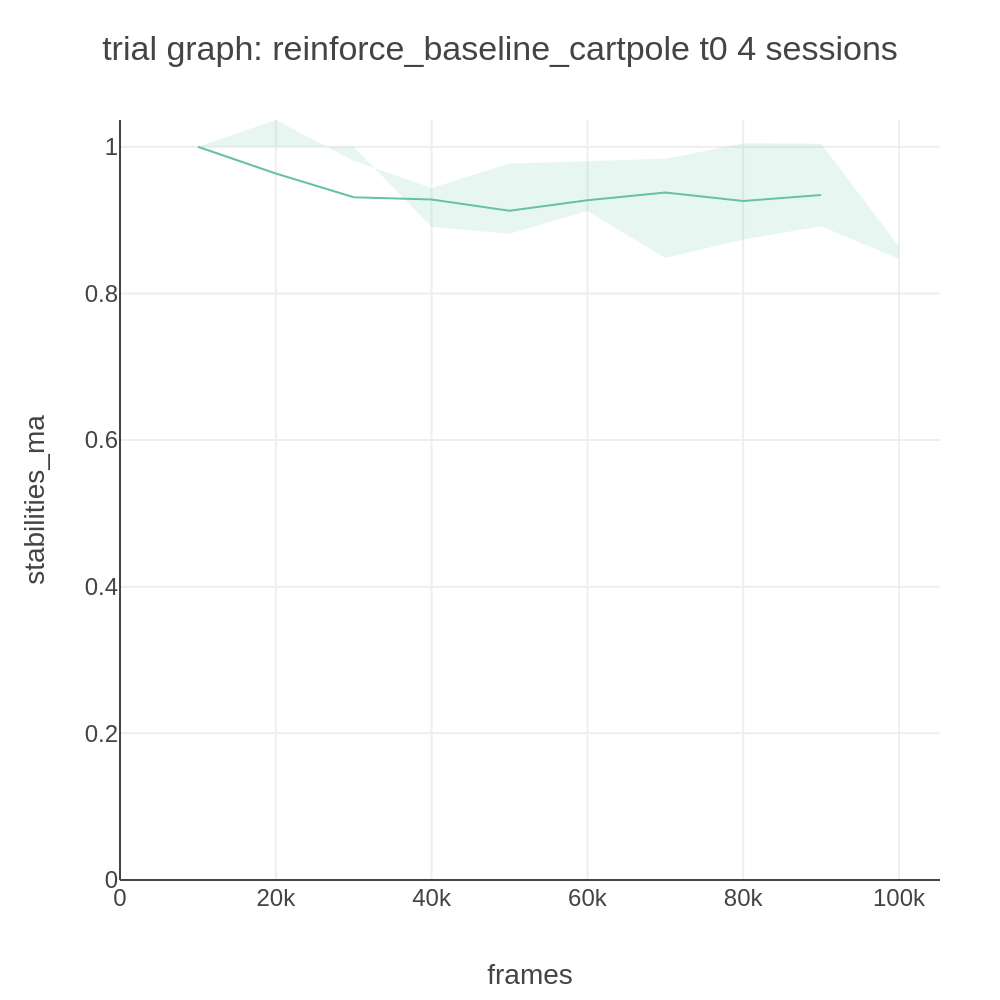 trial graph: reinforce_baseline_cartpole t0 4 sessions
1
0.8
0.6
0.4
0.2
0
stabilities_ma
0
20k
40k
60k
80k
100k
frames